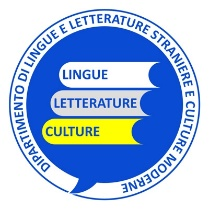 DIPARTIMENTO DI LINGUE E LETTERATURE STRANIERE E CULTURE MODERNE
LINGUE
LETTERATURE
CULTURE